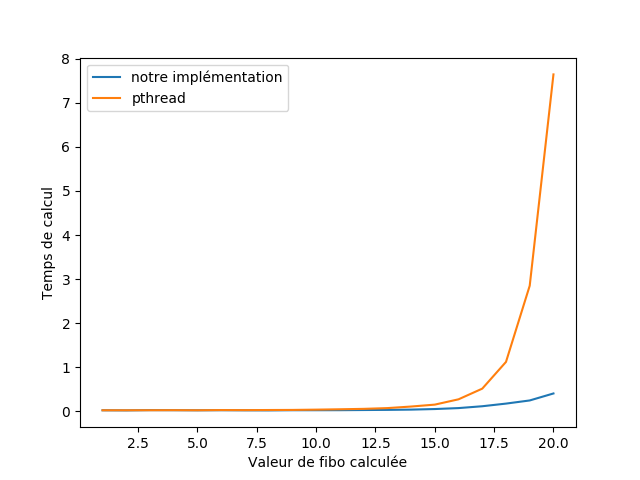 notre implémentation
pthread
8
7
6
5
4
3
2
1
0
Temps de calcul
2.5 5.0 7.5 10.0 12.5 15.0 17.5 20.0
Valeur de fibo calculée